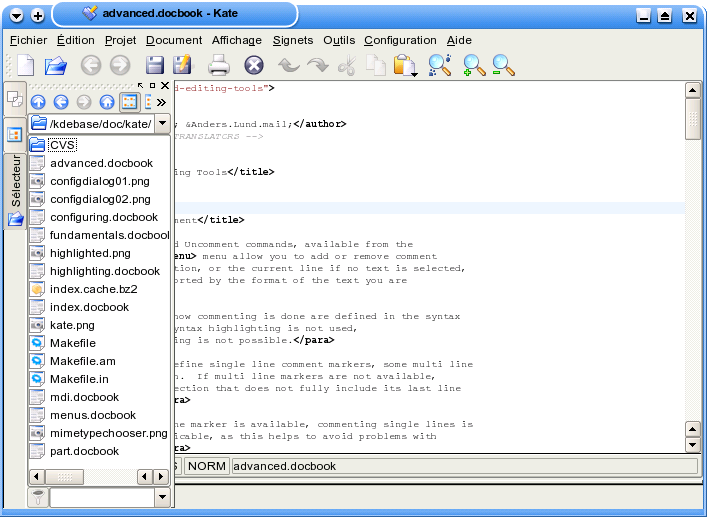 advanced.docbook - Kate
Fichier Édition Projet Document Affichage Signets Outils Configuration Aide
Sélecteur
/kdebase/doc/kate/
CVS
advanced.docbook
configdialog01.png
configdialog02.png
configuring.docbook
fundamentals.docbool
highlighted.png
highlighting.docbook
index.cache.bz2
index.docbook
kate.png
Makefile
Makefile.am
Makefile.in
mdi.docbook
menus.docbook
mimetypechooser.png
part.docbook
d-editing-tools">
; &Anders.Lund.mail;</author>
TRANSLATORS -->
ing Tools</title>
ment</title>
d Uncomment commands, available from the
enu> menu allow you to add or remove comment
tion, or the current line if no text is selected,
orted by the format of the text you are
how commenting is done are defined in the syntax
yntax highlighting is not used,
ing is not possible.</para>
efine single line comment markers, some multi line
n. If multi line markers are not available,
ection that does not fully include its last line
ra>
ne marker is available, commenting single lines is
icable, as this helps to avoid problems with
ra>
NORM advanced.docbook